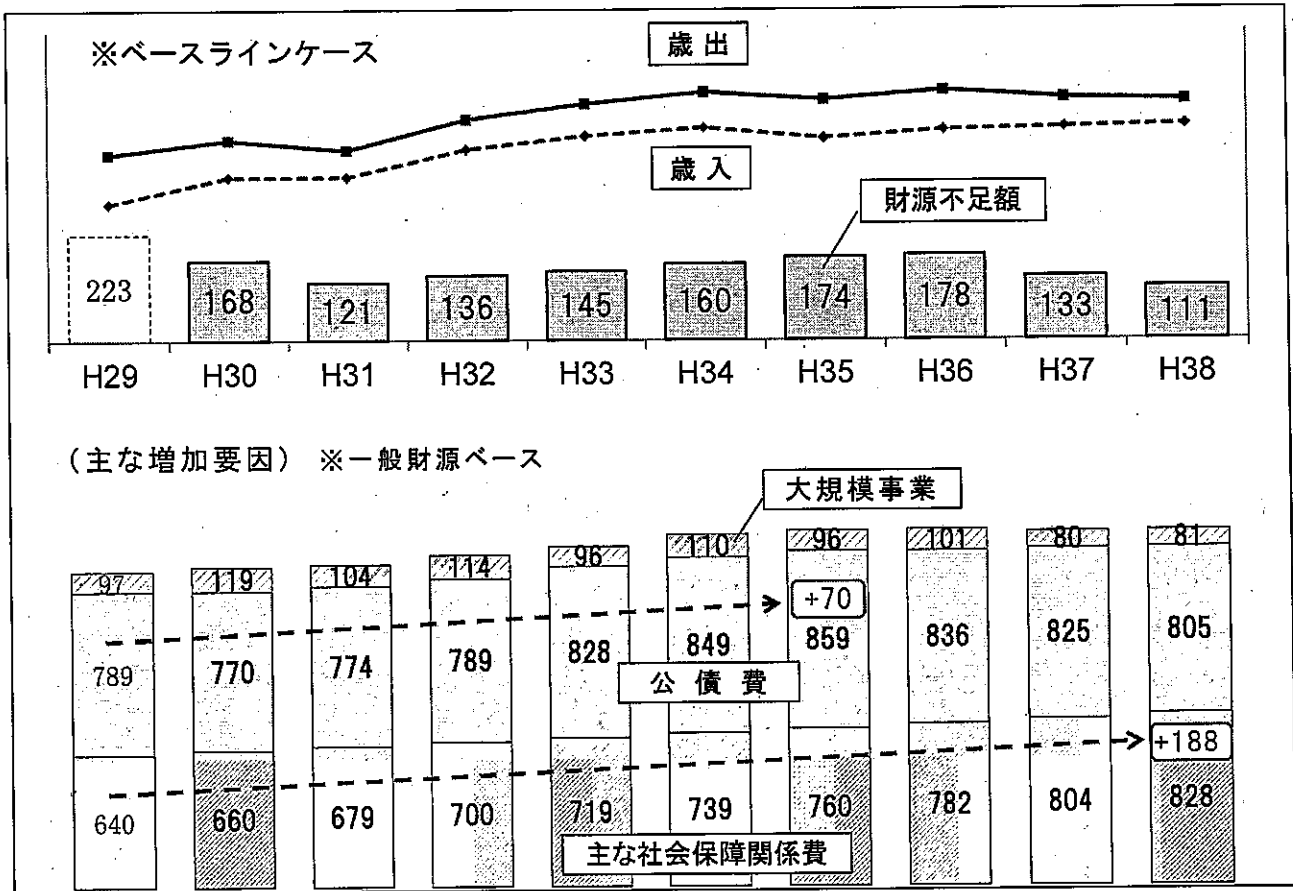 ※ベースラインケース
歳出
歳入
財源不足額
223 168 121 136 145 160 174 178 133 111
H29 H30 H31 H32 H33 H34 H35 H36 H37 H38
(主な増加要因) ※一般財源ベース
大規模事業
97 119 104 114 96 110 96 101 80 81
+70
789 770 774 789 828 849 859 836 825 805
公債費
+188
640 660 679 700 719 739 760 782 804 828
主な社会保障関係費